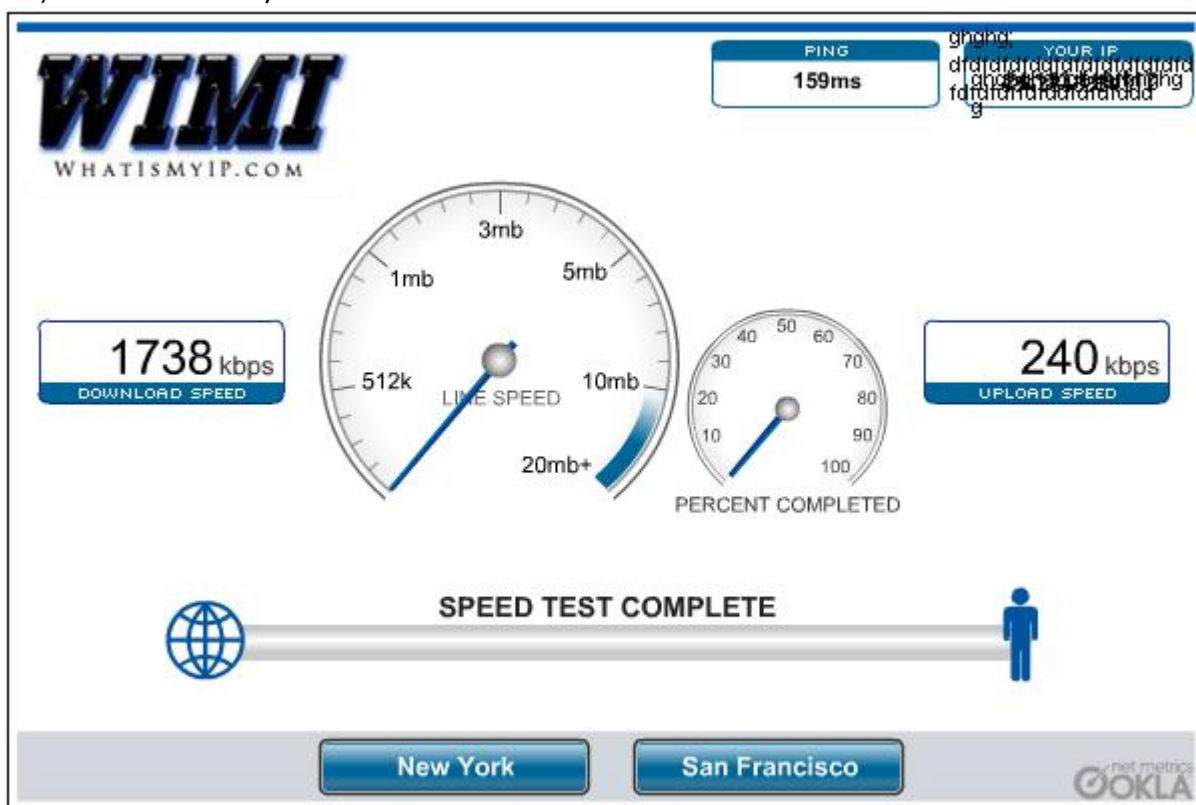 WIMI
WHATISMYIP.COM
PING
159ms
YOUR IP
ghghg;
3mb
1mb
5mb
512k
10mb
LINE SPEED
20mb+
1738 kbps
DOWNLOAD SPEED
50
40
60
30
70
20
80
10
90
100
PERCENT COMPLETED
240 kbps
UPLOAD SPEED
SPEED TEST COMPLETE
New York
San Francisco
net metrics
OOKLA